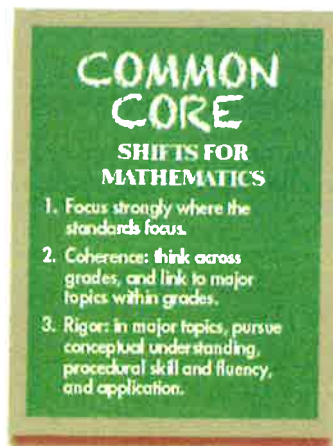 COMMON
CORE
SHIFTS FOR
MATHEMATICS
1. Focus strongly where the
standards focus.
2. Coherence: think across
grades, and link to major
topics within grades.
3. Rigor: in major topics, pursue
conceptual understanding,
procedural skill and fluency,
and application.